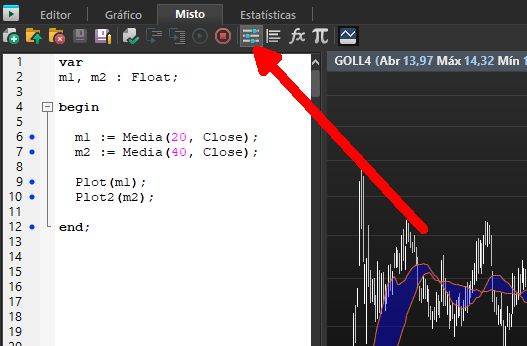 Editor Gráfico Misto Estatísticas
fx π
GOLL4 (Abr 13,97 Máx 14,32 Mín 1
1 var
2 m1, m2 : Float;
3
4 begin
5
6 m1 := Media(20, Close);
7 m2 := Media(40, Close);
8
9 Plot(m1);
10 Plot2(m2);
11
12 end;
13
14
15
16
17
18
19
20